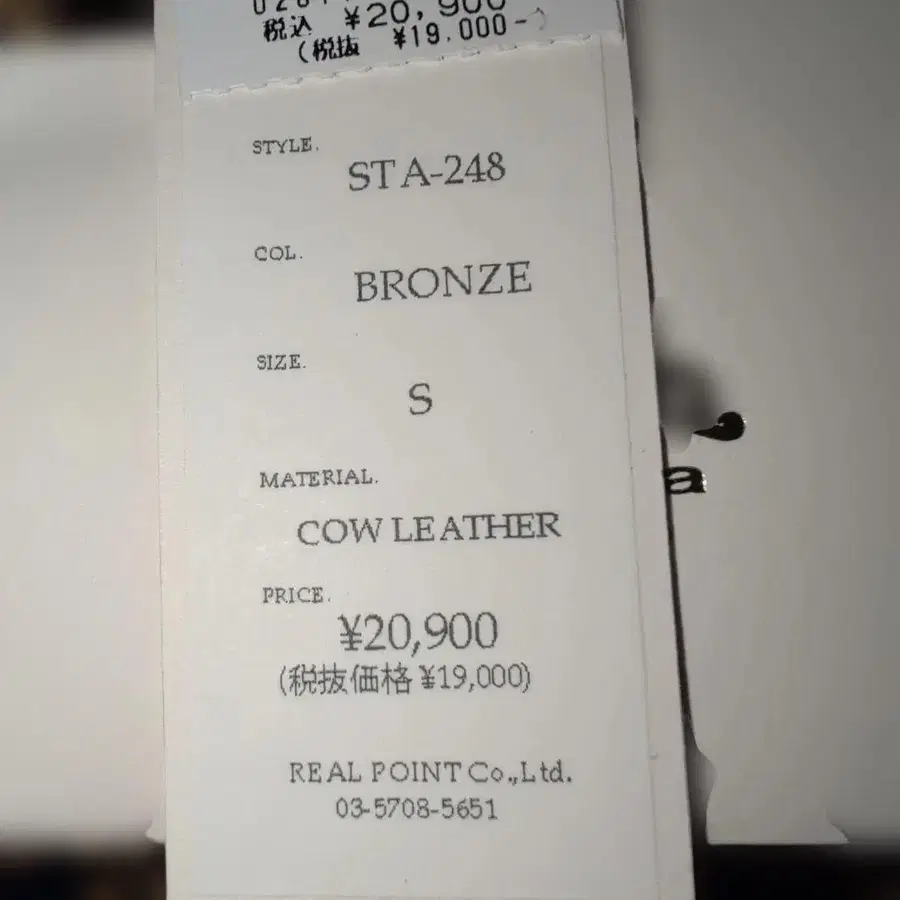 税込 ¥20,900
(税抜 ¥19,000-
STYLE.
STA-248
COL.
BRONZE
SIZE.
S
MATERIAL.
COW LEATHER
PRICE.
¥20,900
(税抜価格 ¥19,000)
REAL POINT Co.,Ltd.
03-5708-5651
a